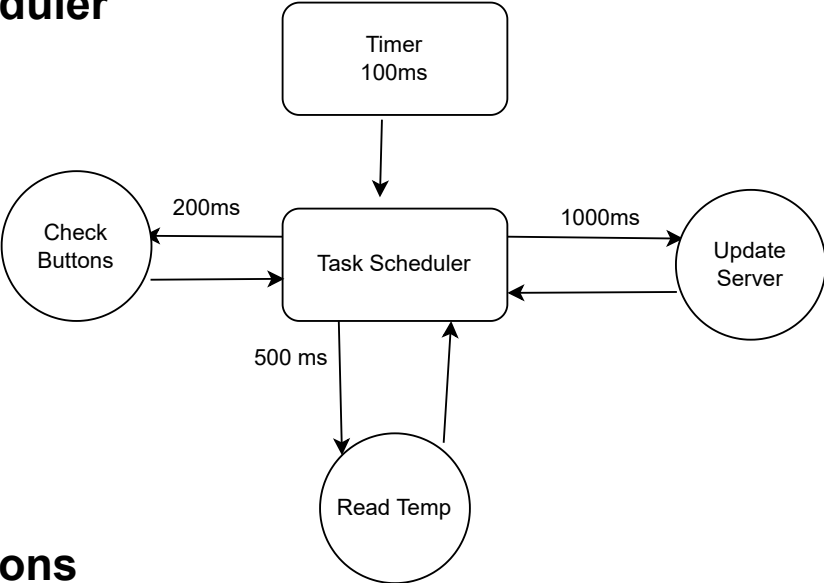 duler
Timer
100ms
200ms
1000ms
Check
Buttons
Task Scheduler
Update
Server
500 ms
Read Temp
ons